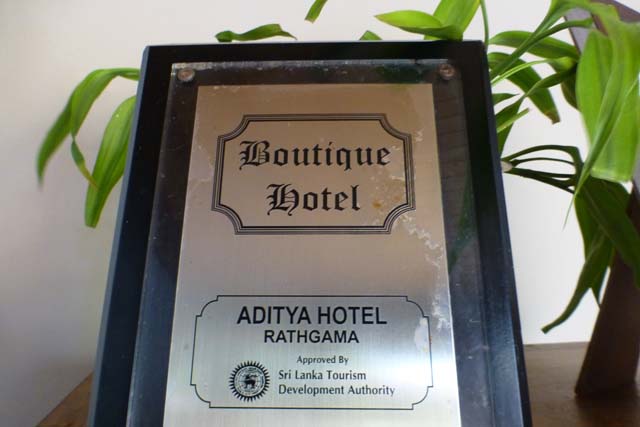 Boutique
Hotel
ADITYA HOTEL
RATHGAMA
Approved By
Sri Lanka Tourism
Development Authority